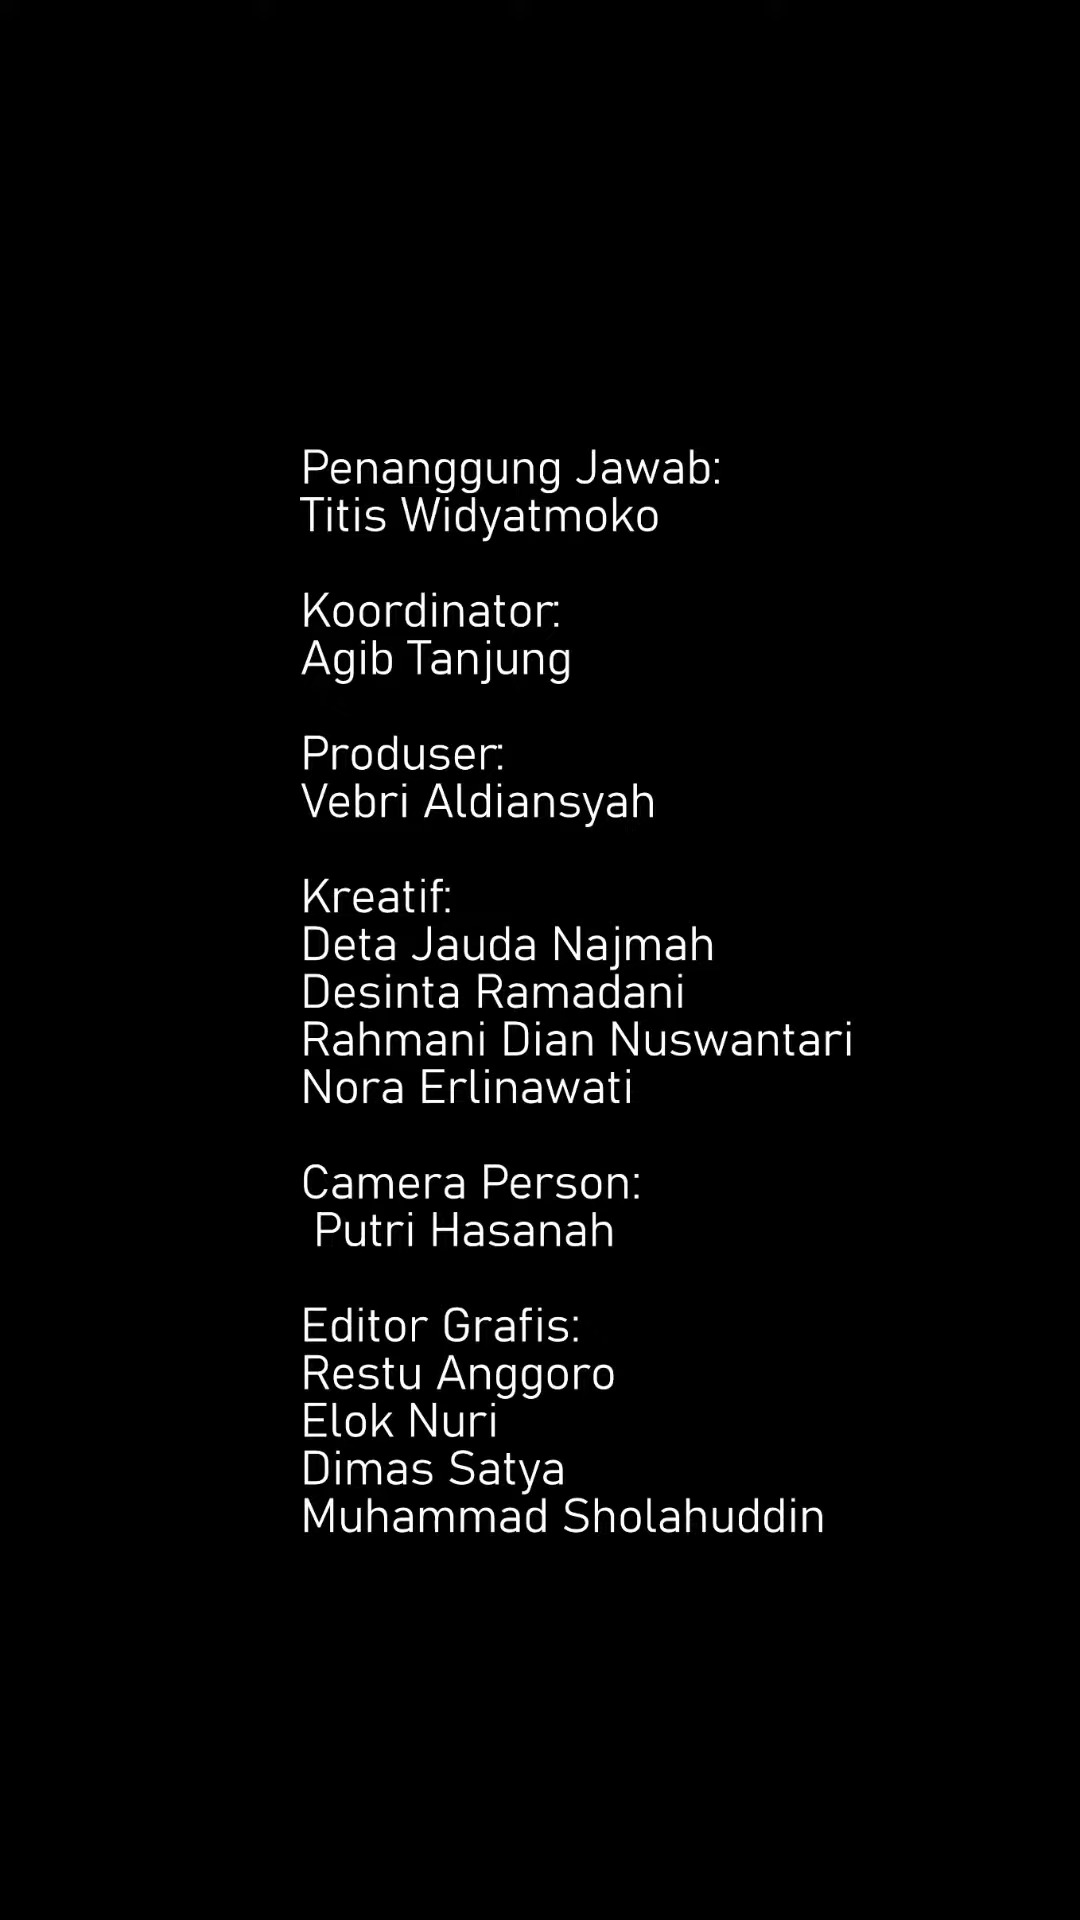 Penanggung Jawab:
Titis Widyatmoko
Koordinator:
Agib Tanjung
Produser:
Vebri Aldiansyah
Kreatif:
Deta Jauda Najmah
Desinta Ramadani
Rahmani Dian Nuswantari
Nora Erlinawati
Camera Person:
Putri Hasanah
Editor Grafis:
Restu Anggoro
Elok Nuri
Dimas Satya
Muhammad Sholahuddin